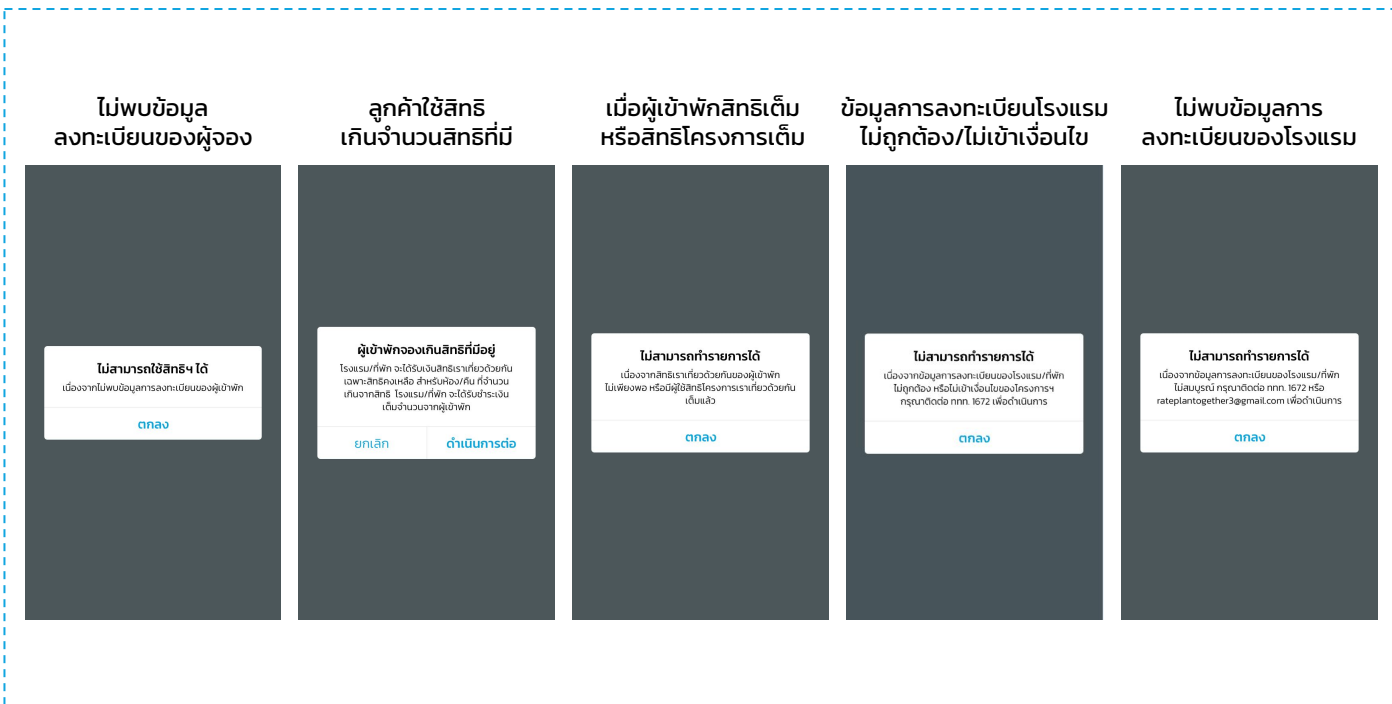 ไม่พบข้อมูล
ลงทะเบียนของผู้จอง
ไม่สามารถใช้สิทธิฯ ได้
เนื่องจากไม่พบข้อมูลการลงทะเบียนของผู้เข้าพัก
ตกลง
ลูกค้าใช้สิทธิ
เกินจำนวนสิทธิที่มี
ผู้เข้าพักจองเกินสิทธิที่มีอยู่
โรงแรม/ที่พัก จะได้รับเงินสิทธิเราเที่ยวด้วยกัน
เฉพาะสิทธิคงเหลือ สำหรับห้อง/คืน ที่จำนวน
เกินจากสิทธิ โรงแรม/ที่พัก จะได้รับชำระเงิน
เต็มจำนวนจากผู้เข้าพัก
ยกเลิก ดำเนินการต่อ
เมื่อผู้เข้าพักสิทธิเต็ม
หรือสิทธิโครงการเต็ม
ไม่สามารถทำรายการได้
เนื่องจากสิทธิเราเที่ยวด้วยกันของผู้เข้าพัก
ไม่เพียงพอ หรือมีผู้ใช้สิทธิโครงการเราเที่ยวด้วยกัน
เต็มแล้ว
ตกลง
ข้อมูลการลงทะเบียนโรงแรม
ไม่ถูกต้อง/ไม่เข้าเงื่อนไข
ไม่สามารถทำรายการได้
เนื่องจากข้อมูลการลงทะเบียนของโรงแรม/ที่พัก
ไม่ถูกต้อง หรือไม่เข้าเงื่อนไขของโครงการฯ
กรุณาติดต่อ ททท. 1672 เพื่อดำเนินการ
ตกลง
ไม่พบข้อมูลการ
ลงทะเบียนของโรงแรม
ไม่สามารถทำรายการได้
เนื่องจากข้อมูลการลงทะเบียนของโรงแรม/ที่พัก
ไม่สมบูรณ์ กรุณาติดต่อ ททท. 1672 หรือ
rateplantogether3@gmail.com เพื่อดำเนินการ
ตกลง